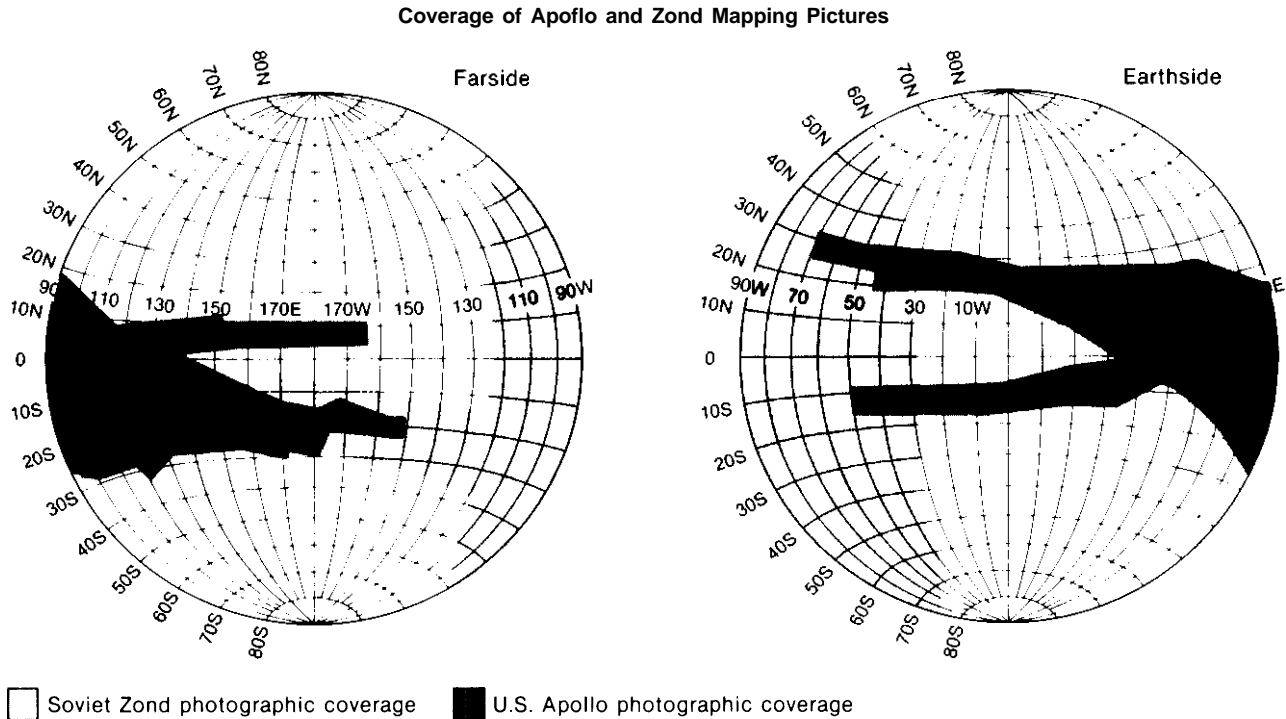 Coverage of Apoflo and Zond Mapping Pictures
Farside
80N
70N
60N
50N
40N
30N
20N
90
10N
0
10S
20S
30S
40S
50S
60S
70S
80S
110 130 150 170E 170W 150 130 110 90W
Earthside
80N
70N
60N
50N
40N
30N
20N
90W
10N
0
10S
20S
30S
40S
50S
60S
70S
80S
70 50 30 10W
E
Soviet Zond photographic coverage
U.S. Apollo photographic coverage